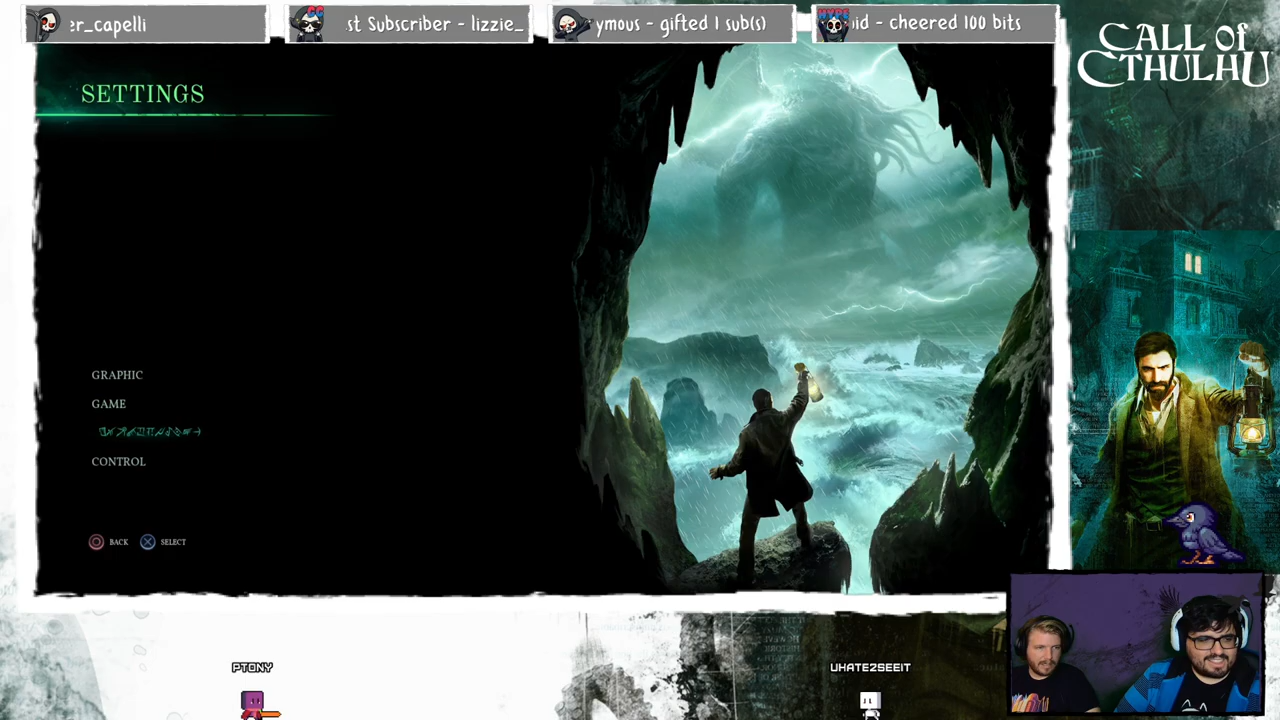 er_capelli
st Subscriber - lizzie_
ymous - gifted 1 sub(s)
id - cheered 100 bits
CALL of
CTHULHU
SETTINGS
GRAPHIC
GAME
CONTROL
BACK
SELECT
PTONY
UHATE2SEEIT